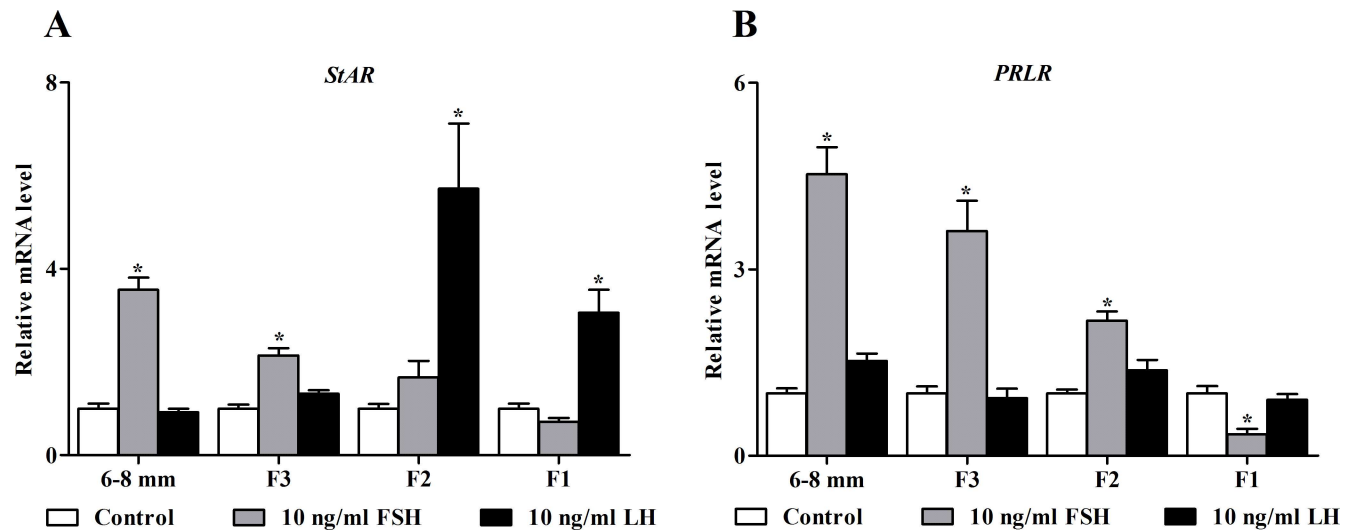 A
StAR
Relative mRNA level
8
*
*
*
*
4
0
6-8 mm F3 F2 F1
Control 10 ng/ml FSH 10 ng/ml LH
B
PRLR
Relative mRNA level
6
*
*
*
*
3
0
6-8 mm F3 F2 F1
Control 10 ng/ml FSH 10 ng/ml LH